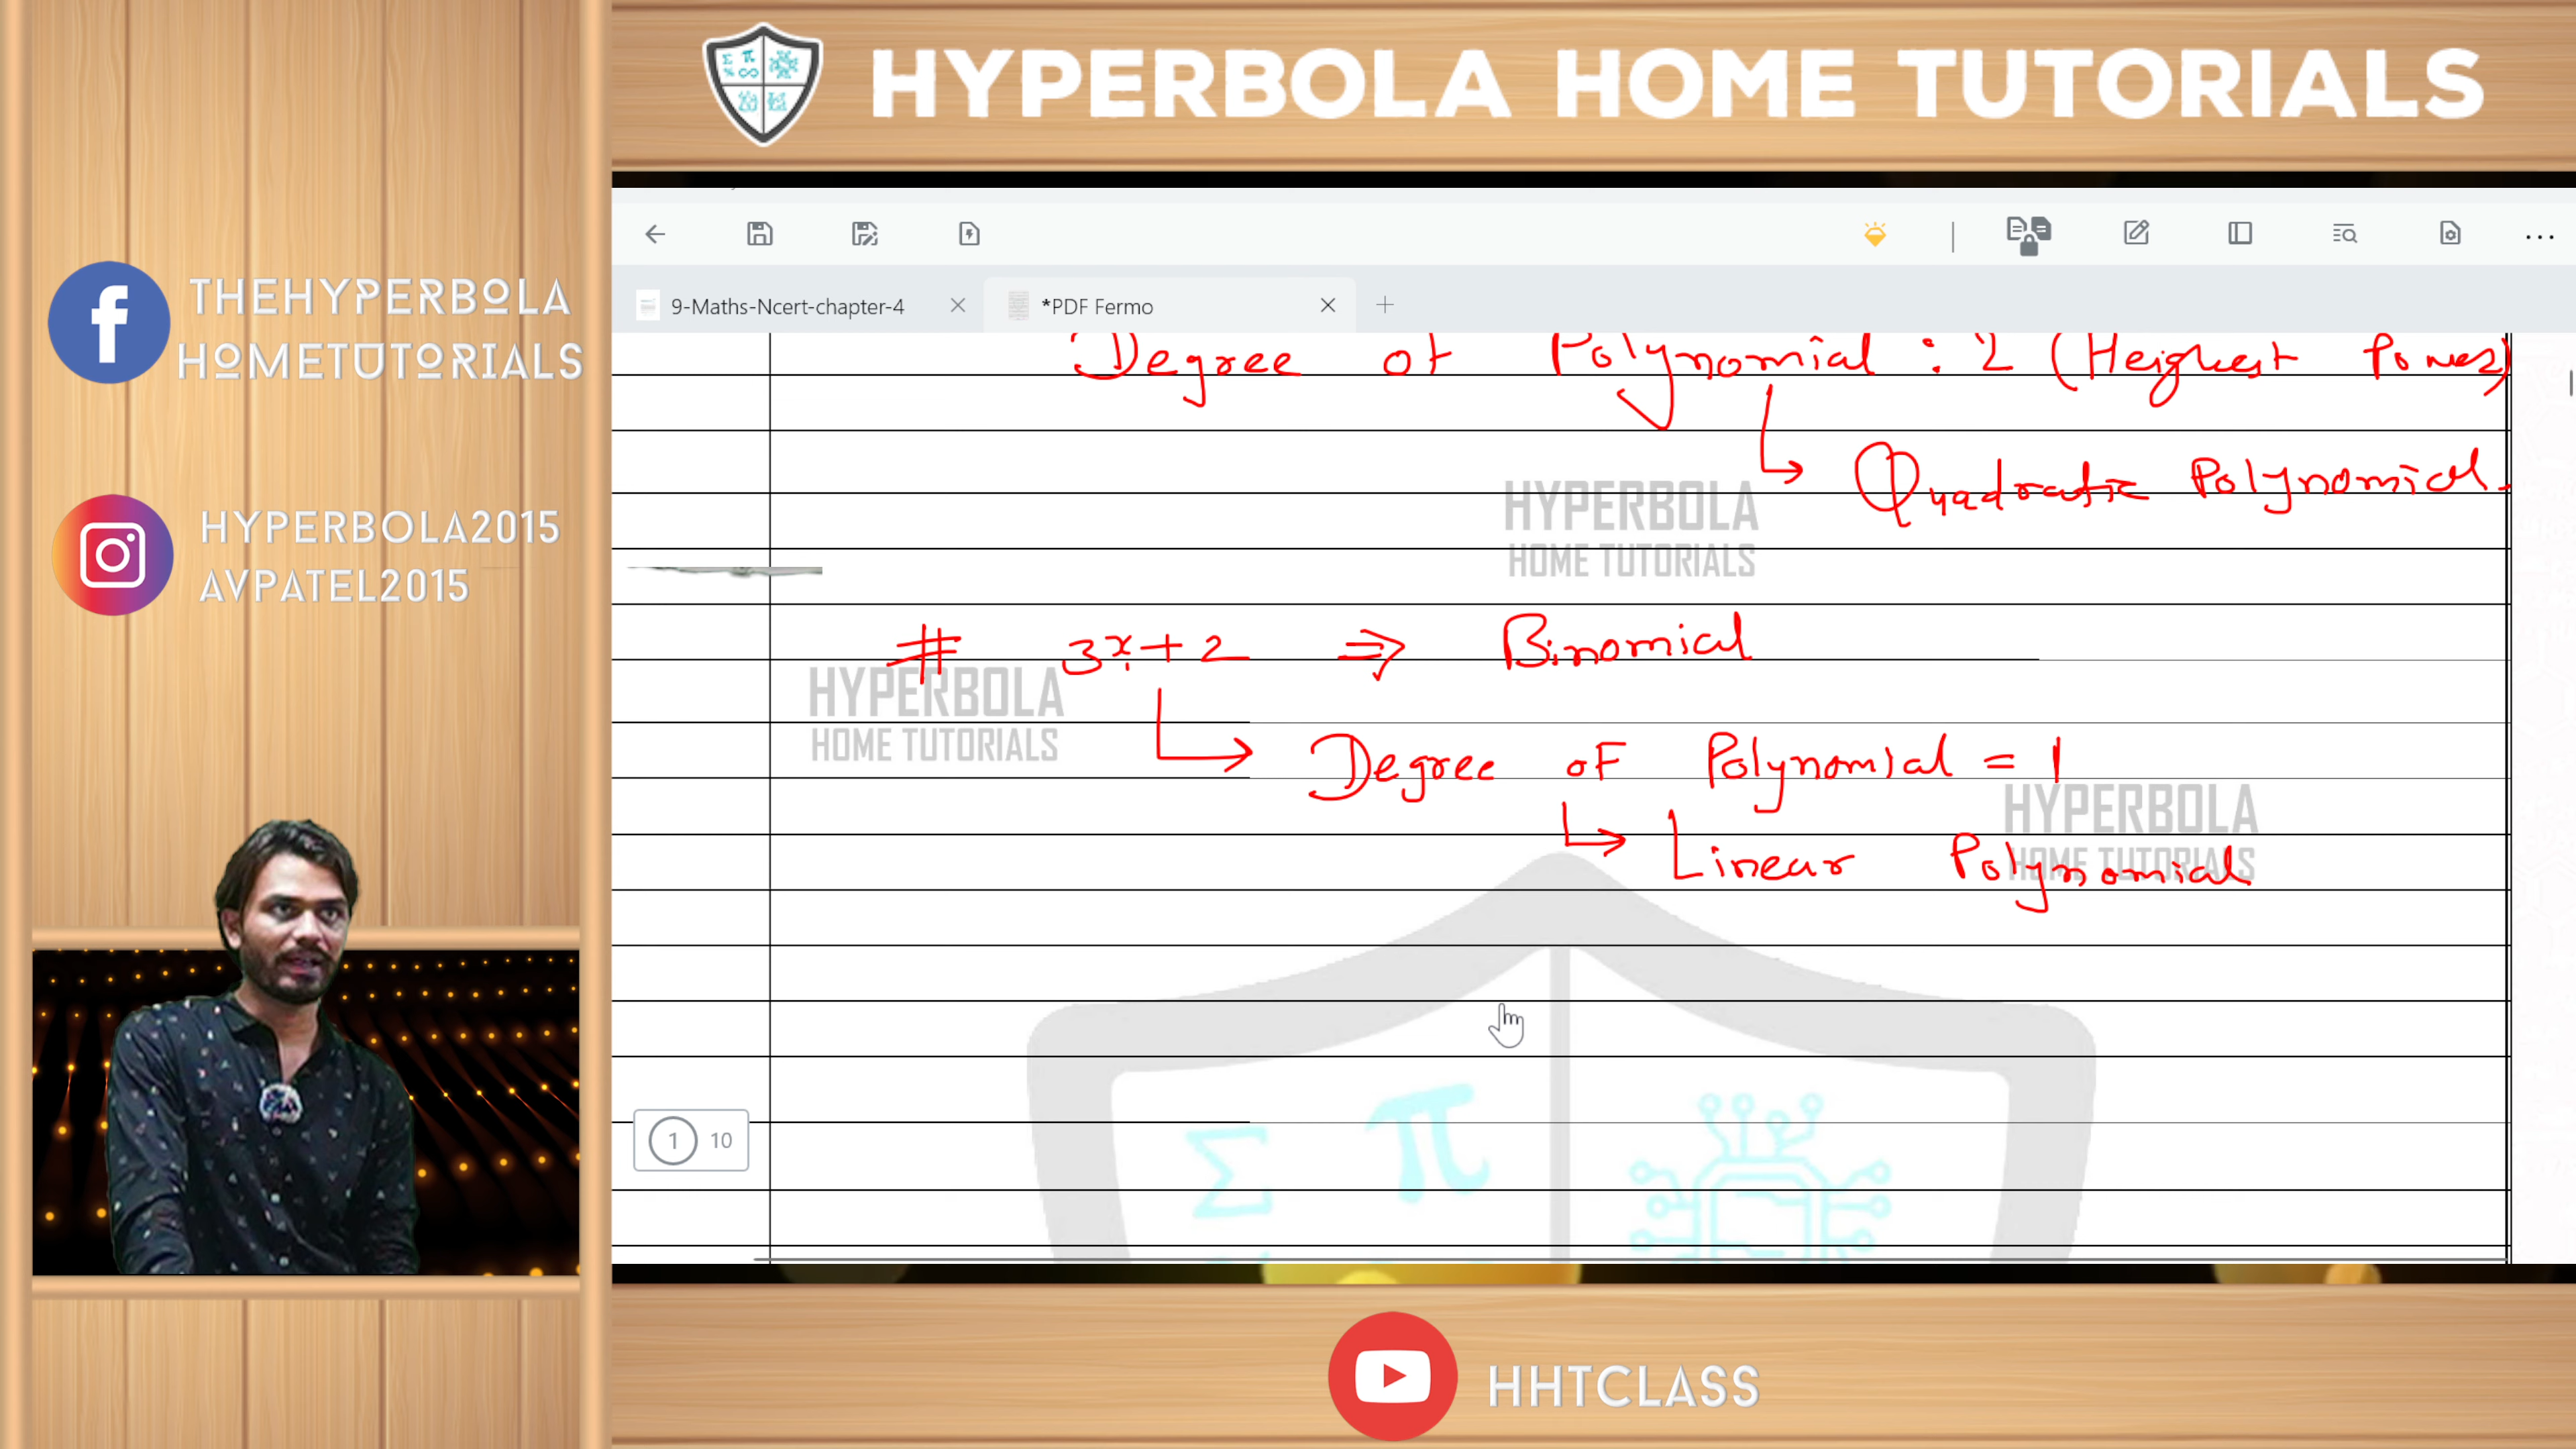 HYPERBOLA HOME TUTORIALS
THEHYPERBOLA
HOMETUTORIALS
HYPERBOLA2015
AVPATEL2015
9-Maths-Ncert-chapter-4
*PDF Fermo
Degree of Polynomial : 2 (Heighest Power)
Quadratic Polynomial.
HYPERBOLA
HOME TUTORIALS
# 3x + 2 ⇒ Binomial
HYPERBOLA
HOME TUTORIALS
Degree of Polynomial = 1
HYPERBOLA
HOME TUTORIALS
Linear Polynomial
Σ π
1 10
HHTCLASS